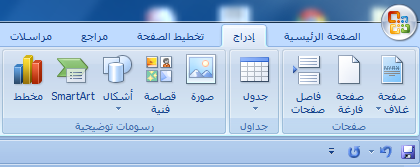 الصفحة الرئيسية إدراج تخطيط الصفحة مراجع مراسلات
صفحة غلاف
صفحة فارغة
فاصل صفحات
جدول
صورة
قصاصة فنية
أشكال
SmartArt
مخطط
صفحات جداول رسومات توضيحية